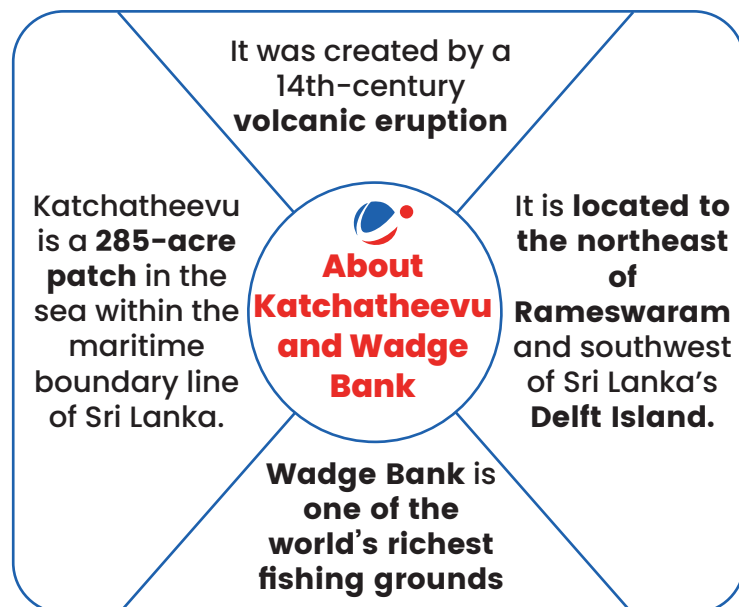 It was created by a
14th-century
volcanic eruption
Katchatheevu
is a 285-acre
patch in the
sea within the
maritime
boundary line
of Sri Lanka.
About
Katchatheevu
and Wadge
Bank
It is located to
the northeast
of
Rameswaram
and southwest
of Sri Lanka's
Delft Island.
Wadge Bank is
one of the
world's richest
fishing grounds